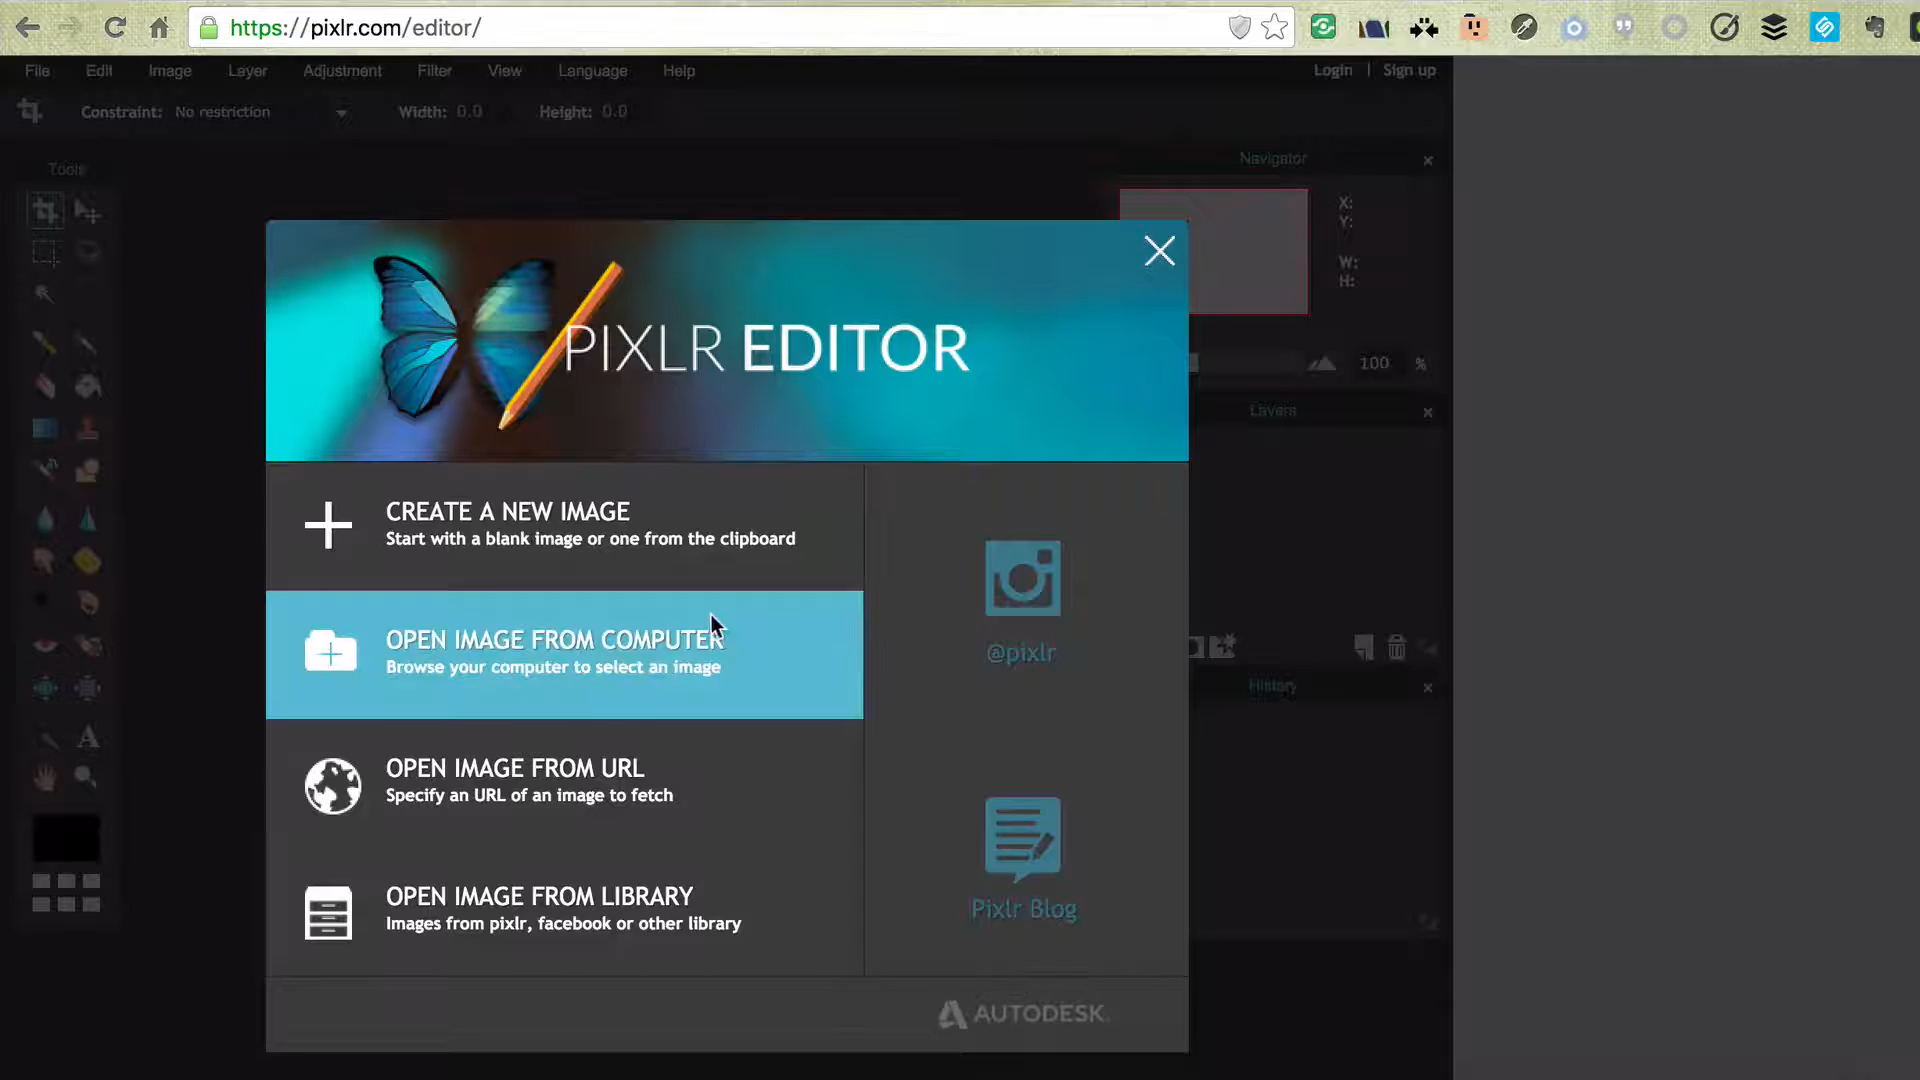 https://pixlr.com/editor/
File Edit Image Layer Adjustment Filter View Language Help Login | Sign up
Constraint: No restriction Width: 0.0 Height: 0.0
Tools
Navigator
X:
Y:
W:
H:
PIXLR EDITOR
100 %
Layers
CREATE A NEW IMAGE
Start with a blank image or one from the clipboard
OPEN IMAGE FROM COMPUTER
Browse your computer to select an image
@pixlr
History
OPEN IMAGE FROM URL
Specify an URL of an image to fetch
OPEN IMAGE FROM LIBRARY
Images from pixlr, facebook or other library
Pixlr Blog
AUTODESK.